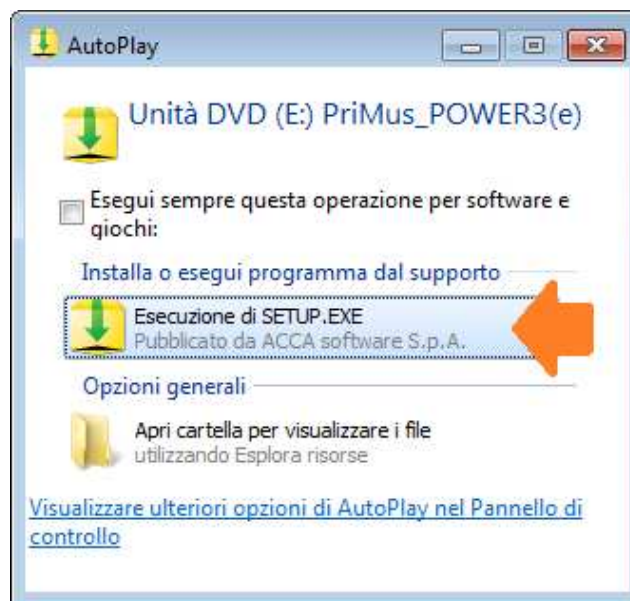 AutoPlay
Unità DVD (E:) PriMus_POWER3(e)
Esegui sempre questa operazione per software e
giochi:
Installa o esegui programma dal supporto
Esecuzione di SETUP.EXE
Pubblicato da ACCA software S.p.A.
Opzioni generali
Apri cartella per visualizzare i file
utilizzando Esplora risorse
Visualizzare ulteriori opzioni di AutoPlay nel Pannello di
controllo